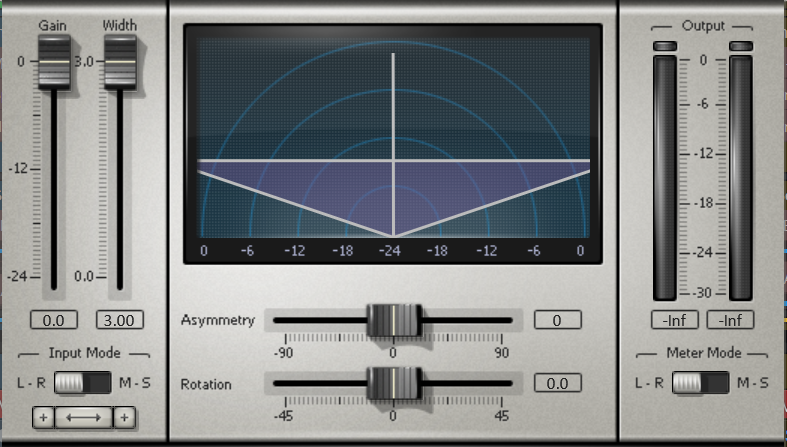 Gain Width
0 3.0
-12
-24 0.0
0.0 3.00
Input Mode
L - R M - S
+ +
0 -6 -12 -18 -24 -18 -12 -6 0
Asymmetry 0
-90 0 90
Rotation 0.0
-45 0 45
Output
0
-6
-12
-18
-24
-30
-Inf -Inf
Meter Mode
L - R M - S